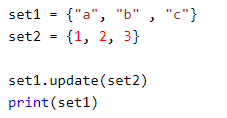 set1 = {"a", "b" , "c"}
set2 = {1, 2, 3}
set1.update(set2)
print(set1)